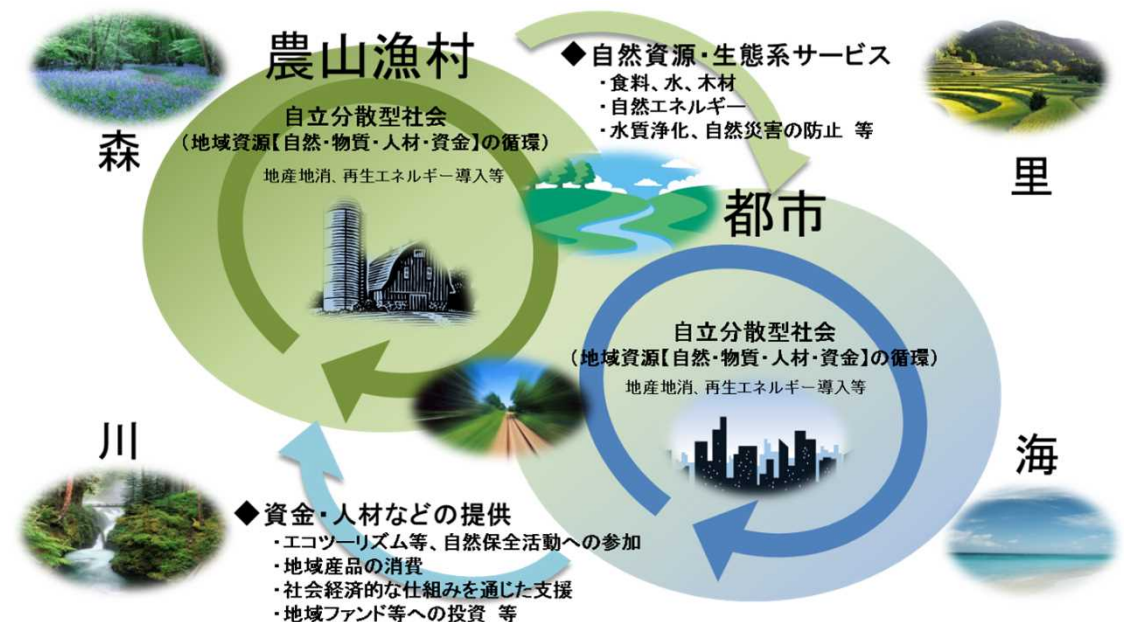 農山漁村
森
自立分散型社会
（地域資源【自然・物質・人材・資金】の循環）
地産地消、再生エネルギー導入等
◆自然資源・生態系サービス
・食料、水、木材
・自然エネルギー
・水質浄化、自然災害の防止 等
里
都市
自立分散型社会
（地域資源【自然・物質・人材・資金】の循環）
地産地消、再生エネルギー導入等
川
海
◆資金・人材などの提供
・エコツーリズム等、自然保全活動への参加
・地域産品の消費
・社会経済的な仕組みを通じた支援
・地域ファンド等への投資 等